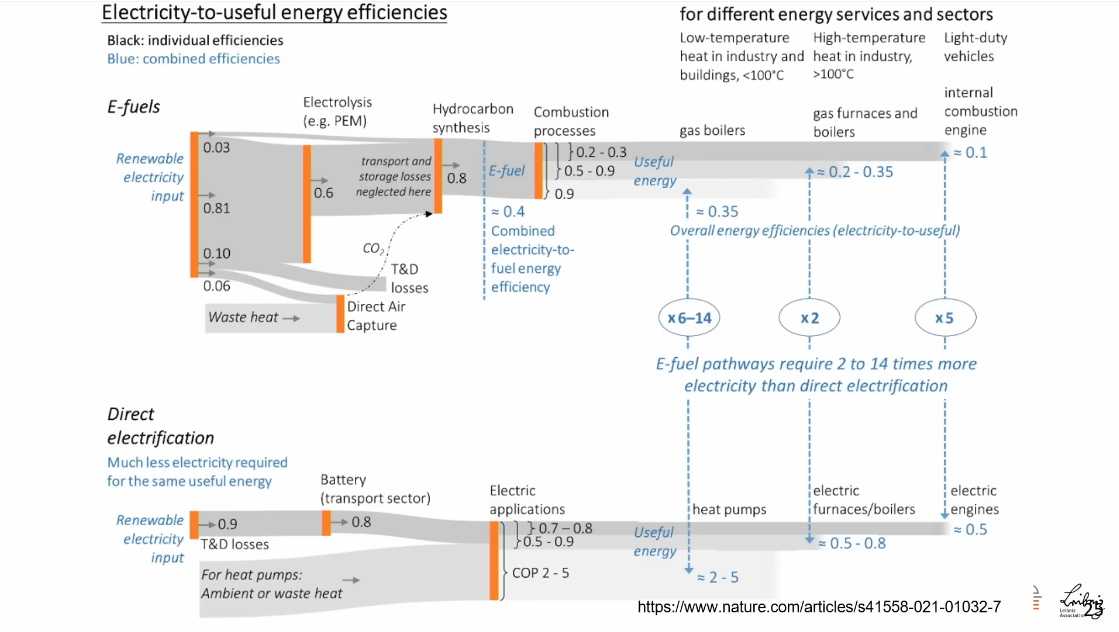 Electricity-to-useful energy efficiencies
for different energy services and sectors
Black: individual efficiencies
Blue: combined efficiencies
Low-temperature
heat in industry and
buildings, <100°C
High-temperature
heat in industry,
>100°C
Light-duty
vehicles
E-fuels
Electrolysis
(e.g. PEM)
Hydrocarbon
synthesis
Combustion
processes
gas boilers
gas furnaces and
boilers
internal
combustion
engine
Renewable
electricity
input
0.03
0.81
0.10
0.06
0.6
transport and
storage losses
neglected here
0.8
E-fuel
0.2 - 0.3
0.5 - 0.9
0.9
Useful
energy
≈ 0.35
≈ 0.2 - 0.35
≈ 0.1
≈ 0.4
Combined
electricity-to-
fuel energy
efficiency
Overall energy efficiencies (electricity-to-useful)
CO2
T&D
losses
Waste heat
Direct Air
Capture
x 6–14
x 2
x 5
E-fuel pathways require 2 to 14 times more
electricity than direct electrification
Direct
electrification
Much less electricity required
for the same useful energy
Battery
(transport sector)
Electric
applications
heat pumps
electric
furnaces/boilers
electric
engines
Renewable
electricity
input
0.9
T&D losses
0.8
0.7 – 0.8
0.5 - 0.9
COP 2 - 5
Useful
energy
≈ 2 - 5
≈ 0.5 - 0.8
≈ 0.5
For heat pumps:
Ambient or waste heat
https://www.nature.com/articles/s41558-021-01032-7
Leibniz
Leibniz
Association
25